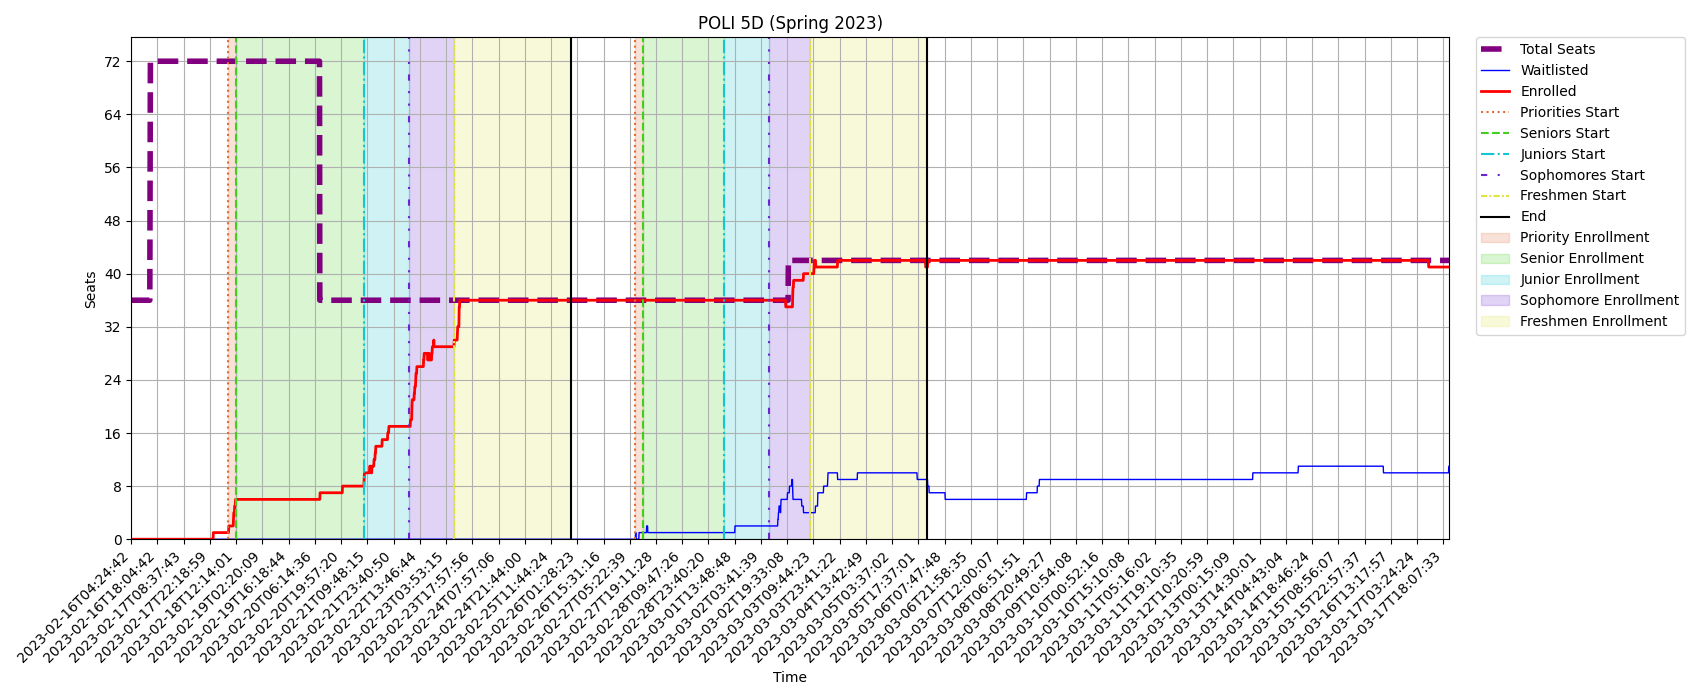 POLI 5D (Spring 2023)
72
64
56
48
40
32
24
16
8
0
Seats
2023-02-16T04:24:42
2023-02-16T18:04:42
2023-02-17T08:37:43
2023-02-17T22:18:59
2023-02-18T12:14:01
2023-02-19T02:20:09
2023-02-19T16:18:44
2023-02-20T06:14:36
2023-02-20T19:57:20
2023-02-21T09:48:15
2023-02-21T23:40:50
2023-02-22T13:46:44
2023-02-23T03:53:15
2023-02-23T17:57:56
2023-02-24T07:57:06
2023-02-24T21:44:00
2023-02-25T11:44:24
2023-02-26T01:28:23
2023-02-26T15:31:16
2023-02-27T05:22:39
2023-02-27T19:11:28
2023-02-28T09:47:26
2023-02-28T23:40:20
2023-03-01T13:48:48
2023-03-02T03:41:39
2023-03-02T19:33:08
2023-03-03T09:44:23
2023-03-03T23:41:22
2023-03-04T13:42:49
2023-03-05T03:37:02
2023-03-05T17:37:01
2023-03-06T07:47:48
2023-03-06T21:58:35
2023-03-07T12:00:07
2023-03-08T06:51:51
2023-03-08T20:49:27
2023-03-09T10:54:08
2023-03-10T00:52:16
2023-03-10T15:10:08
2023-03-11T05:16:02
2023-03-11T19:10:35
2023-03-12T10:20:59
2023-03-13T00:15:09
2023-03-13T14:30:01
2023-03-14T04:43:04
2023-03-14T18:46:24
2023-03-15T08:56:07
2023-03-15T22:57:37
2023-03-16T13:17:57
2023-03-17T03:24:24
2023-03-17T18:07:33
Time
Total Seats
Waitlisted
Enrolled
Priorities Start
Seniors Start
Juniors Start
Sophomores Start
Freshmen Start
End
Priority Enrollment
Senior Enrollment
Junior Enrollment
Sophomore Enrollment
Freshmen Enrollment